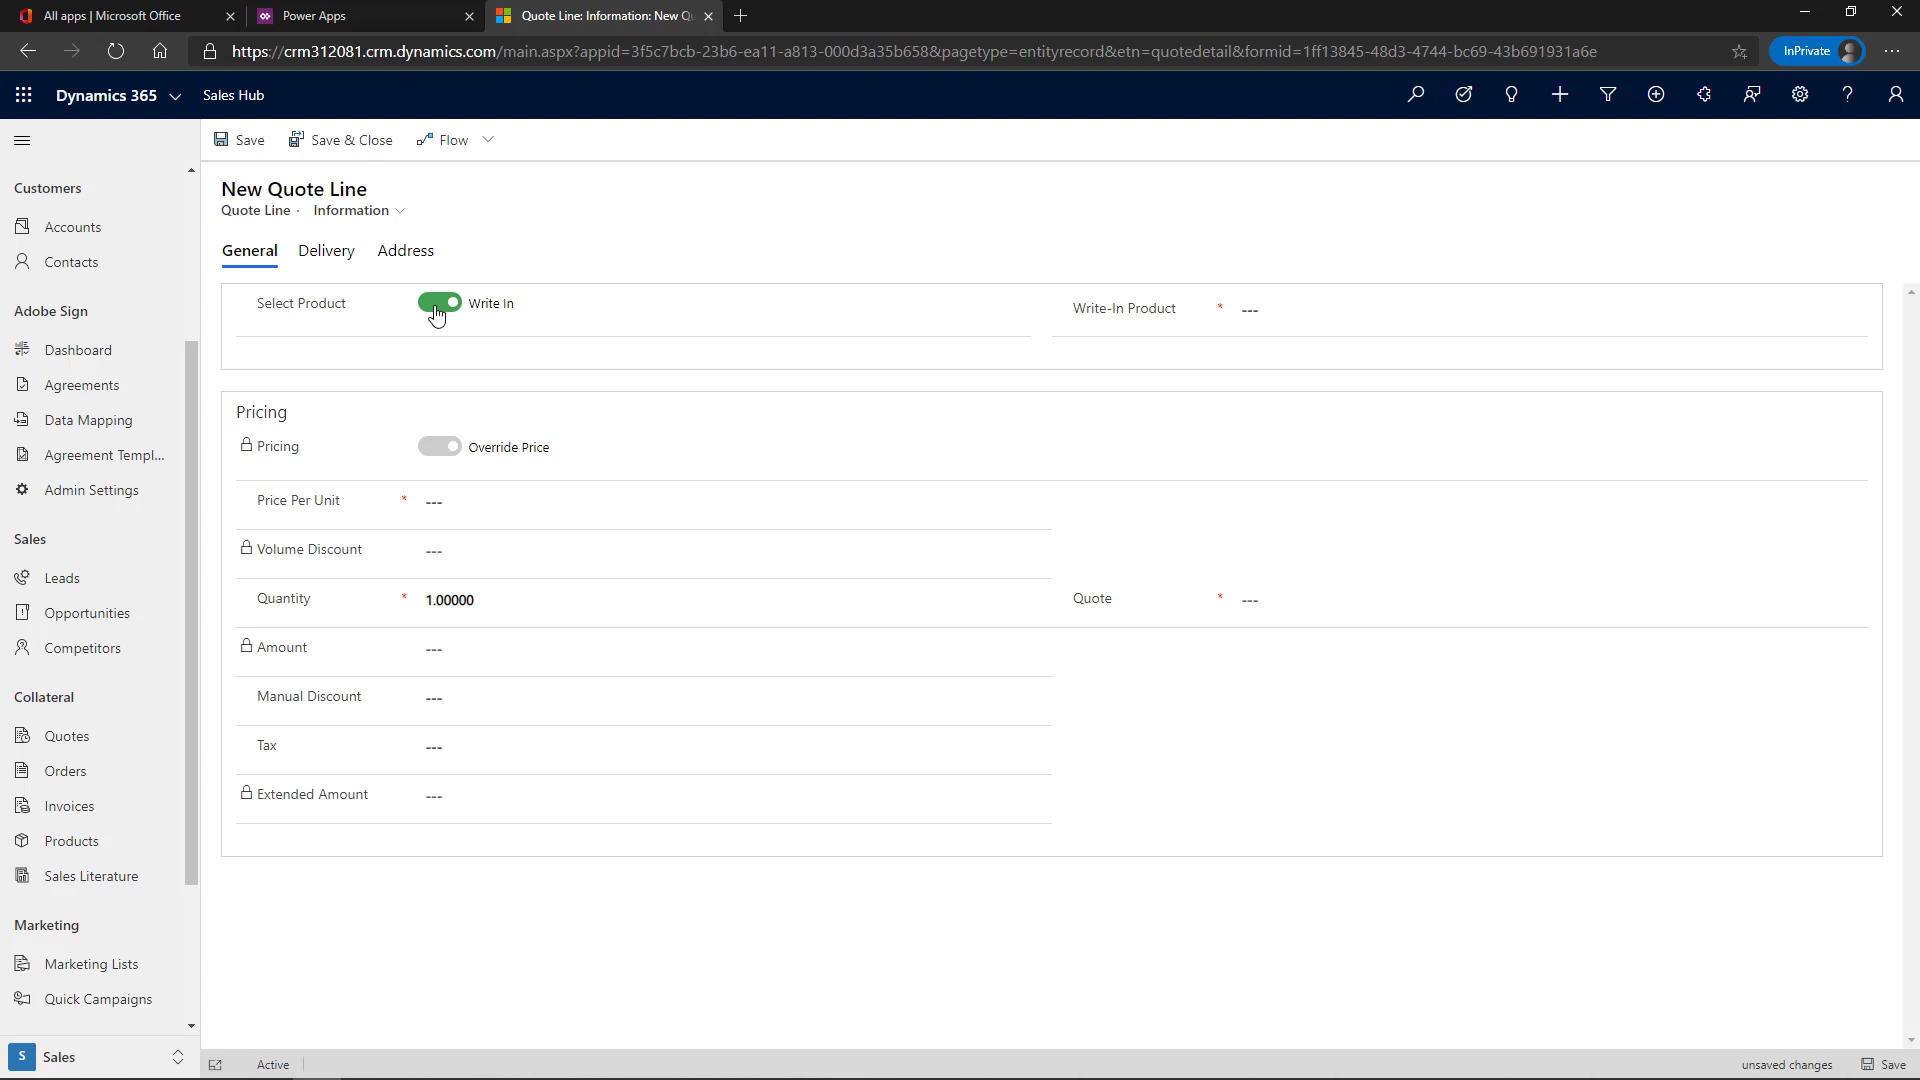 All apps | Microsoft Office
Power Apps
Quote Line: Information: New Q
https://crm312081.crm.dynamics.com/main.aspx?appid=3f5c7bcb-23b6-ea11-a813-000d3a35b658&pagetype=entityrecord&etn=quotedetail&formid=1ff13845-48d3-4744-bc69-43b691931a6e
InPrivate
Dynamics 365
Sales Hub
Save
Save & Close
Flow
Customers
Accounts
Contacts
Adobe Sign
Dashboard
Agreements
Data Mapping
Agreement Templ...
Admin Settings
Sales
Leads
Opportunities
Competitors
Collateral
Quotes
Orders
Invoices
Products
Sales Literature
Marketing
Marketing Lists
Quick Campaigns
S Sales
New Quote Line
Quote Line · Information
General Delivery Address
Select Product Write In
Write-In Product * ---
Pricing
Pricing Override Price
Price Per Unit * ---
Volume Discount ---
Quantity * 1.00000
Quote * ---
Amount ---
Manual Discount ---
Tax ---
Extended Amount ---
Active
unsaved changes
Save